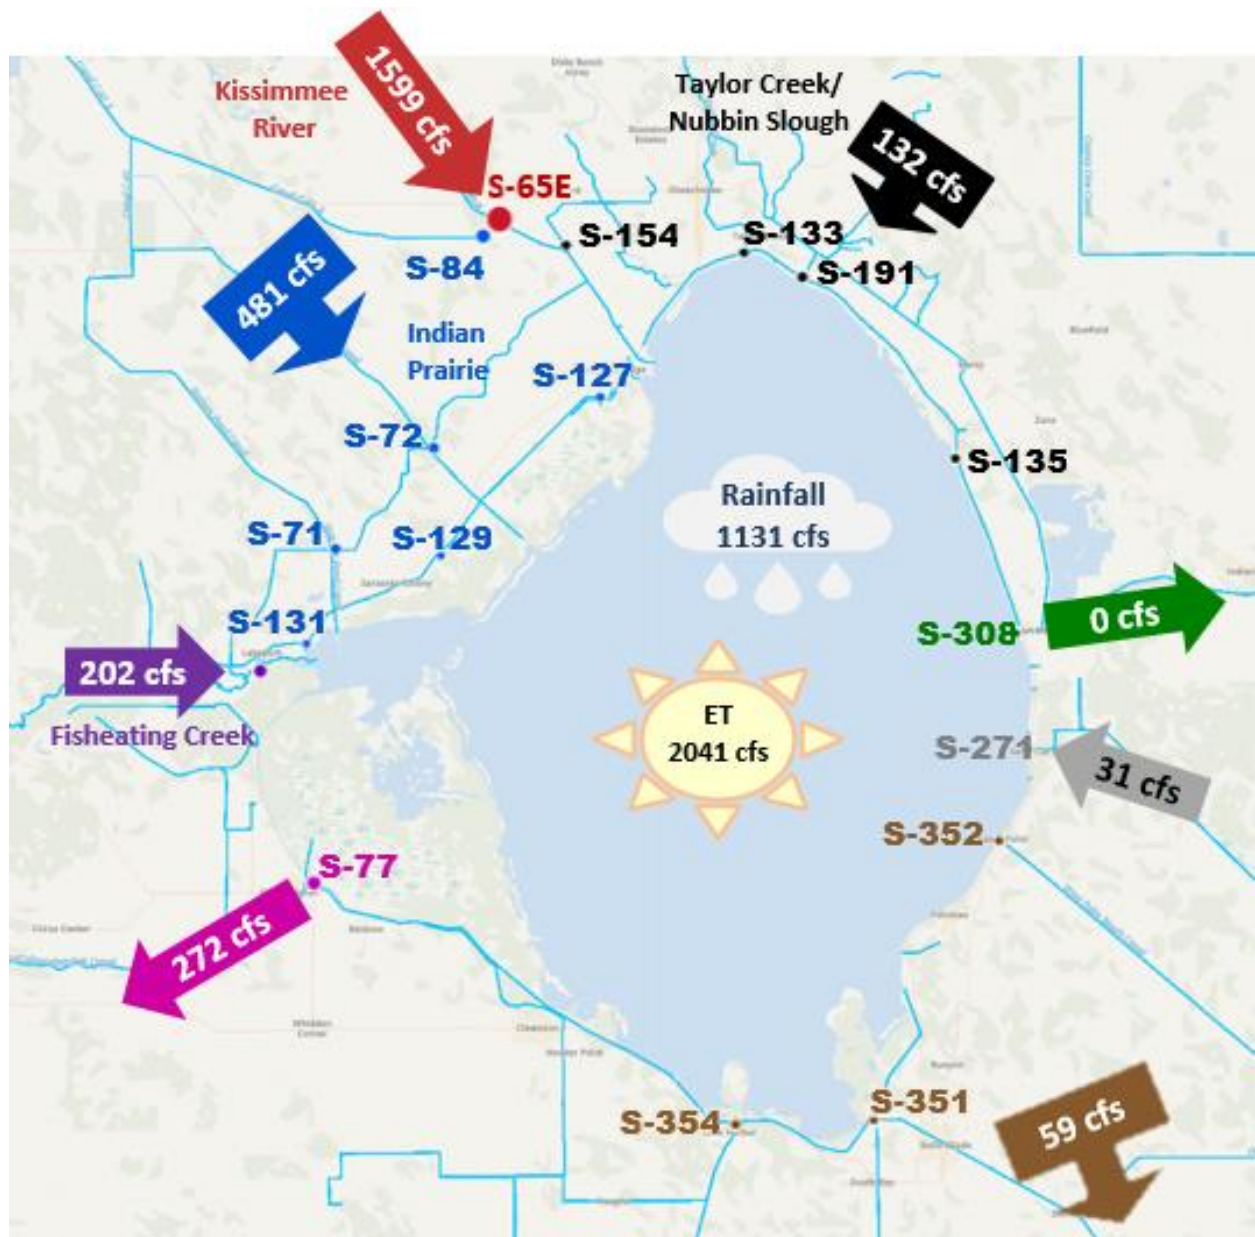 1599 cfs
Kissimmee
River
Taylor Creek/
Nubbin Slough
132 cfs
S-65E
S-154
S-133
S-84
S-191
481 cfs
Indian
Prairie
S-127
S-72
S-135
Rainfall
1131 cfs
S-71
S-129
S-131
S-308
0 cfs
202 cfs
Fisheating Creek
ET
2041 cfs
S-271
31 cfs
S-352
S-77
272 cfs
S-354
S-351
59 cfs